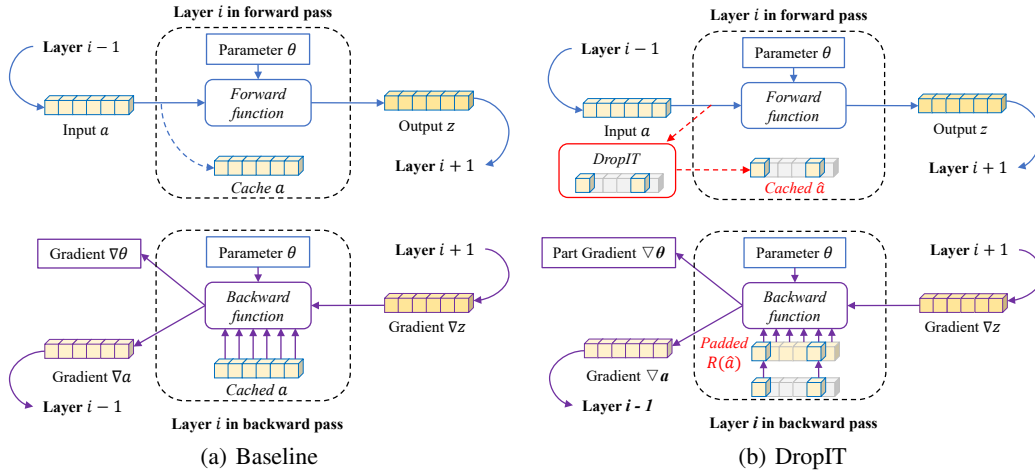 Layer i in forward pass
Layer i − 1
Parameter θ
Forward
function
Input a
Output z
Cache a
Layer i + 1
Gradient ∇θ
Parameter θ
Layer i + 1
Backward
function
Gradient ∇z
Gradient ∇a
Cached a
Layer i − 1
Layer i in backward pass
(a) Baseline
Layer i in forward pass
Layer i − 1
Parameter θ
Forward
function
Input a
Output z
DropIT
Cached â
Layer i + 1
Part Gradient ▽θ
Parameter θ
Layer i + 1
Backward
function
Gradient ∇z
Padded
R(â)
Gradient ▽a
Layer i - 1
Layer i in backward pass
(b) DropIT